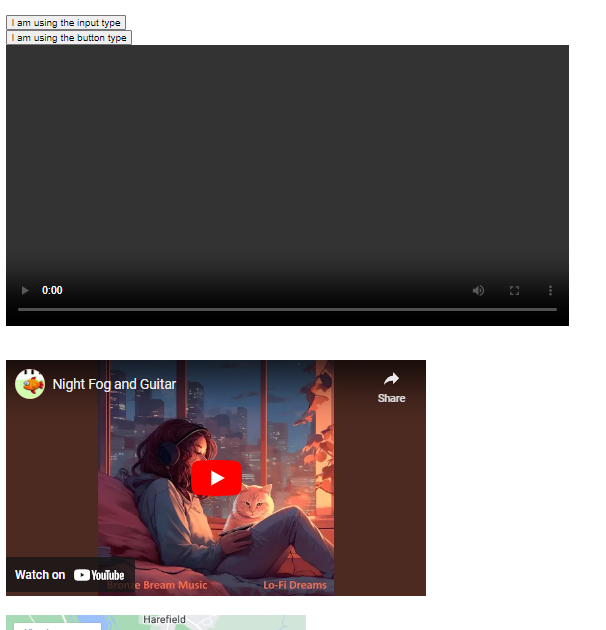 I am using the input type
I am using the button type
0:00
Night Fog and Guitar
Share
Watch on YouTube
Bronze Bream Music
Lo-Fi Dreams
Harefield